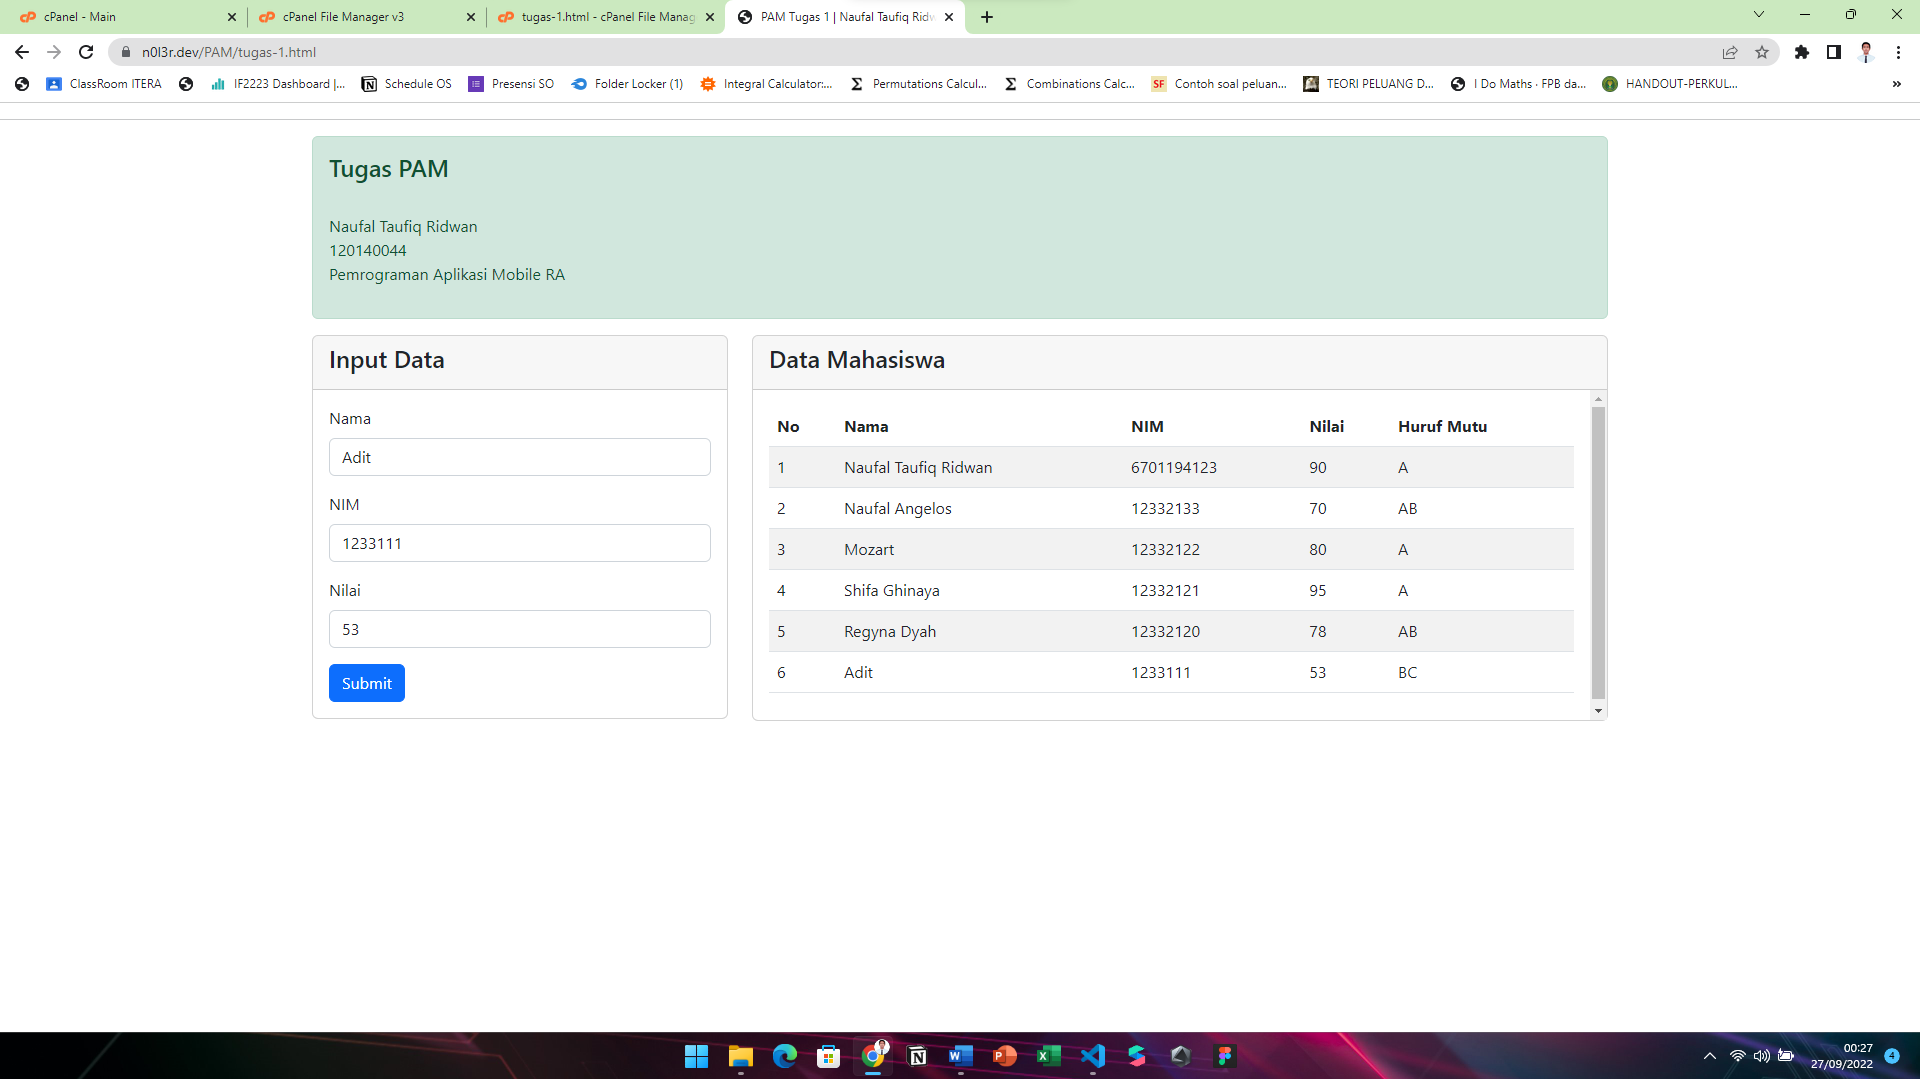 cPanel - Main
cPanel File Manager v3
tugas-1.html - cPanel File Manag
PAM Tugas 1 | Naufal Taufiq Ridw
n0l3r.dev/PAM/tugas-1.html
ClassRoom ITERA
IF2223 Dashboard |...
Schedule OS
Presensi SO
Folder Locker (1)
Integral Calculator:...
Permutations Calcul...
Combinations Calc...
SF Contoh soal peluan...
TEORI PELUANG D...
I Do Maths · FPB da...
HANDOUT-PERKUL...
Tugas PAM
Naufal Taufiq Ridwan
120140044
Pemrograman Aplikasi Mobile RA
Input Data
Nama
Adit
NIM
1233111
Nilai
53
Submit
Data Mahasiswa
No Nama NIM Nilai Huruf Mutu
1 Naufal Taufiq Ridwan 6701194123 90 A
2 Naufal Angelos 12332133 70 AB
3 Mozart 12332122 80 A
4 Shifa Ghinaya 12332121 95 A
5 Regyna Dyah 12332120 78 AB
6 Adit 1233111 53 BC
00:27
27/09/2022
4